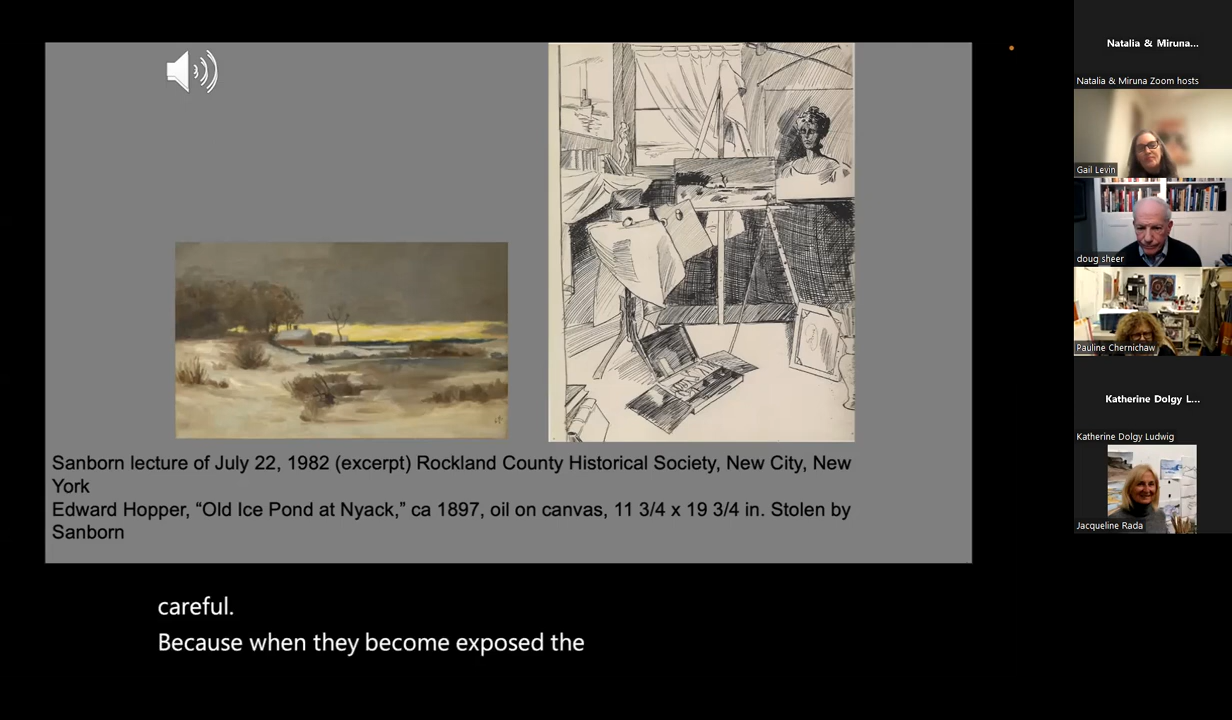 Sanborn lecture of July 22, 1982 (excerpt) Rockland County Historical Society, New City, New
York
Edward Hopper, “Old Ice Pond at Nyack,” ca 1897, oil on canvas, 11 3/4 x 19 3/4 in. Stolen by
Sanborn
careful.
Because when they become exposed the
Natalia & Miruna...
Natalia & Miruna Zoom hosts
Gail Levin
doug sheer
Pauline Chernichaw
Katherine Dolgy L...
Katherine Dolgy Ludwig
Jacqueline Rada